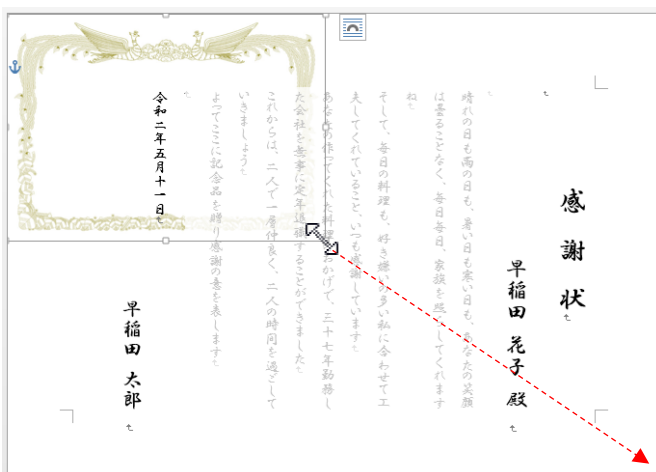 感謝状
早稲田 花子 殿
晴れの日も雨の日も、暑い日も寒い日も、あなたの笑顔
は曇ることなく、毎日毎日、家族を照らしてくれます
ね
そして、毎日の料理も、好き嫌いの多い私に合わせて工
夫してくれていること、いつも感謝しています
あなたの作ってくれた料理のおかげで、三十七年勤務し
た会社を無事に定年退職することができました
これからは、二人で一層仲良く、二人の時間を過ごして
いきましょう
よってここに記念品を贈り感謝の意を表します
令和二年五月十一日
早稲田 太郎